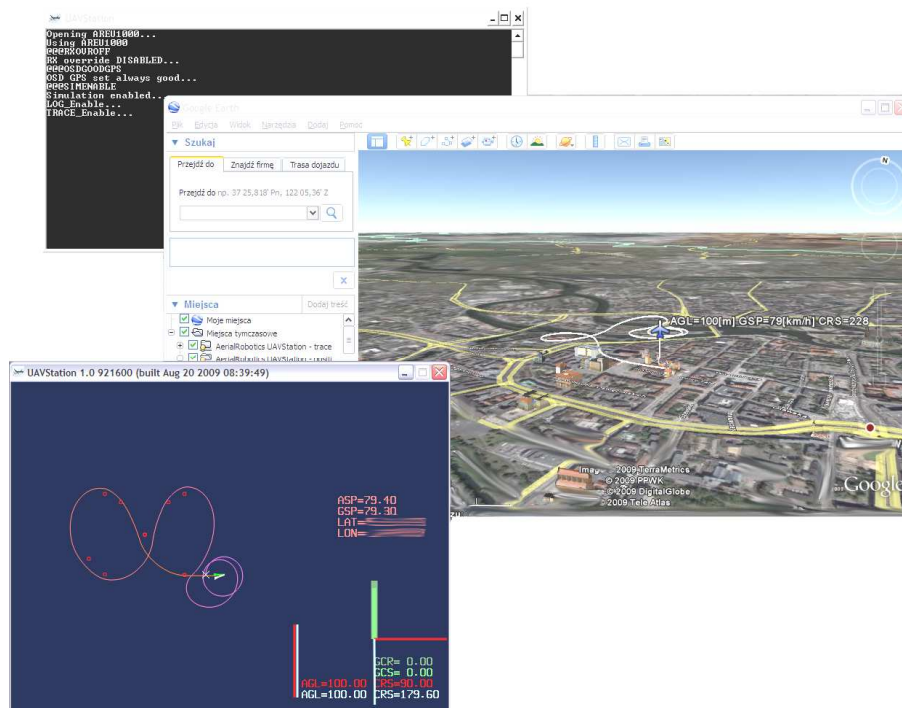 UAVStation
Opening AREU1000...
Using AREU1000
@@@RXOVROFF
RX override DISABLED...
@@@OSDGOODGPS
OSD GPS set always good...
@@@SIMENABLE
Simulation enabled...
LOG_Enable...
TRACE_Enable...
Google Earth
Plik Edycja Widok Narzędzia Dodaj Pomoc
Szukaj
Przejdź do Znajdź firmę Trasa dojazdu
Przejdź do np. 37 25,818' Pn, 122 05,36' Z
Miejsca Dodaj treść
Moje miejsca
Miejsca tymczasowe
AerialRobotics UAVStation - trace
AerialRobotics UAVStation - positi
N
AGL=100[m] GSP=79[km/h] CRS=228
© 2009 TerraMetrics
© 2009 PPWK
© 2009 DigitalGlobe
© 2009 Tele Atlas
Google
UAVStation 1.0 921600 (built Aug 20 2009 08:39:49)
ASP=79.40
GSP=79.30
LAT=
LON=
GCR= 0.00
GCS= 0.00
AGL=100.00 CRS=90.00
AGL=100.00 CRS=179.60